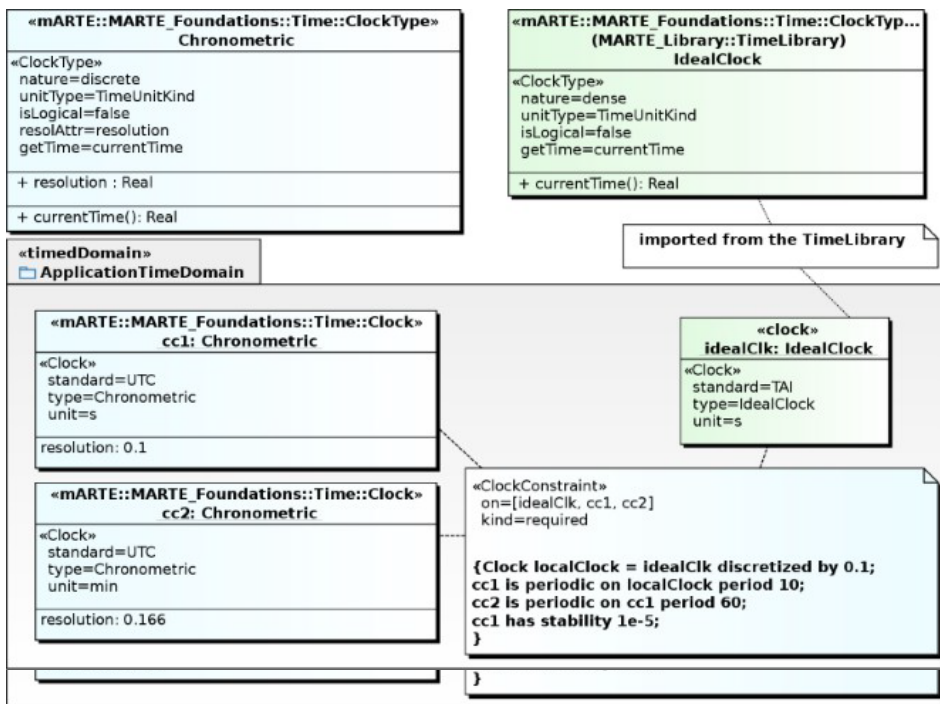 «mARTE::MARTE_Foundations::Time::ClockType»
Chronometric
«ClockType»
nature=discrete
unitType=TimeUnitKind
isLogical=false
resolAttr=resolution
getTime=currentTime
+ resolution : Real
+ currentTime(): Real
«mARTE::MARTE_Foundations::Time::ClockTyp...
(MARTE_Library::TimeLibrary)
IdealClock
«ClockType»
nature=dense
unitType=TimeUnitKind
isLogical=false
getTime=currentTime
+ currentTime(): Real
imported from the TimeLibrary
«timedDomain»
ApplicationTimeDomain
«mARTE::MARTE_Foundations::Time::Clock»
cc1: Chronometric
«Clock»
standard=UTC
type=Chronometric
unit=s
resolution: 0.1
«clock»
idealClk: IdealClock
«Clock»
standard=TAI
type=IdealClock
unit=s
«mARTE::MARTE_Foundations::Time::Clock»
cc2: Chronometric
«Clock»
standard=UTC
type=Chronometric
unit=min
resolution: 0.166
«ClockConstraint»
on=[idealClk, cc1, cc2]
kind=required
{Clock localClock = idealClk discretized by 0.1;
cc1 is periodic on localClock period 10;
cc2 is periodic on cc1 period 60;
cc1 has stability 1e-5;
}
}